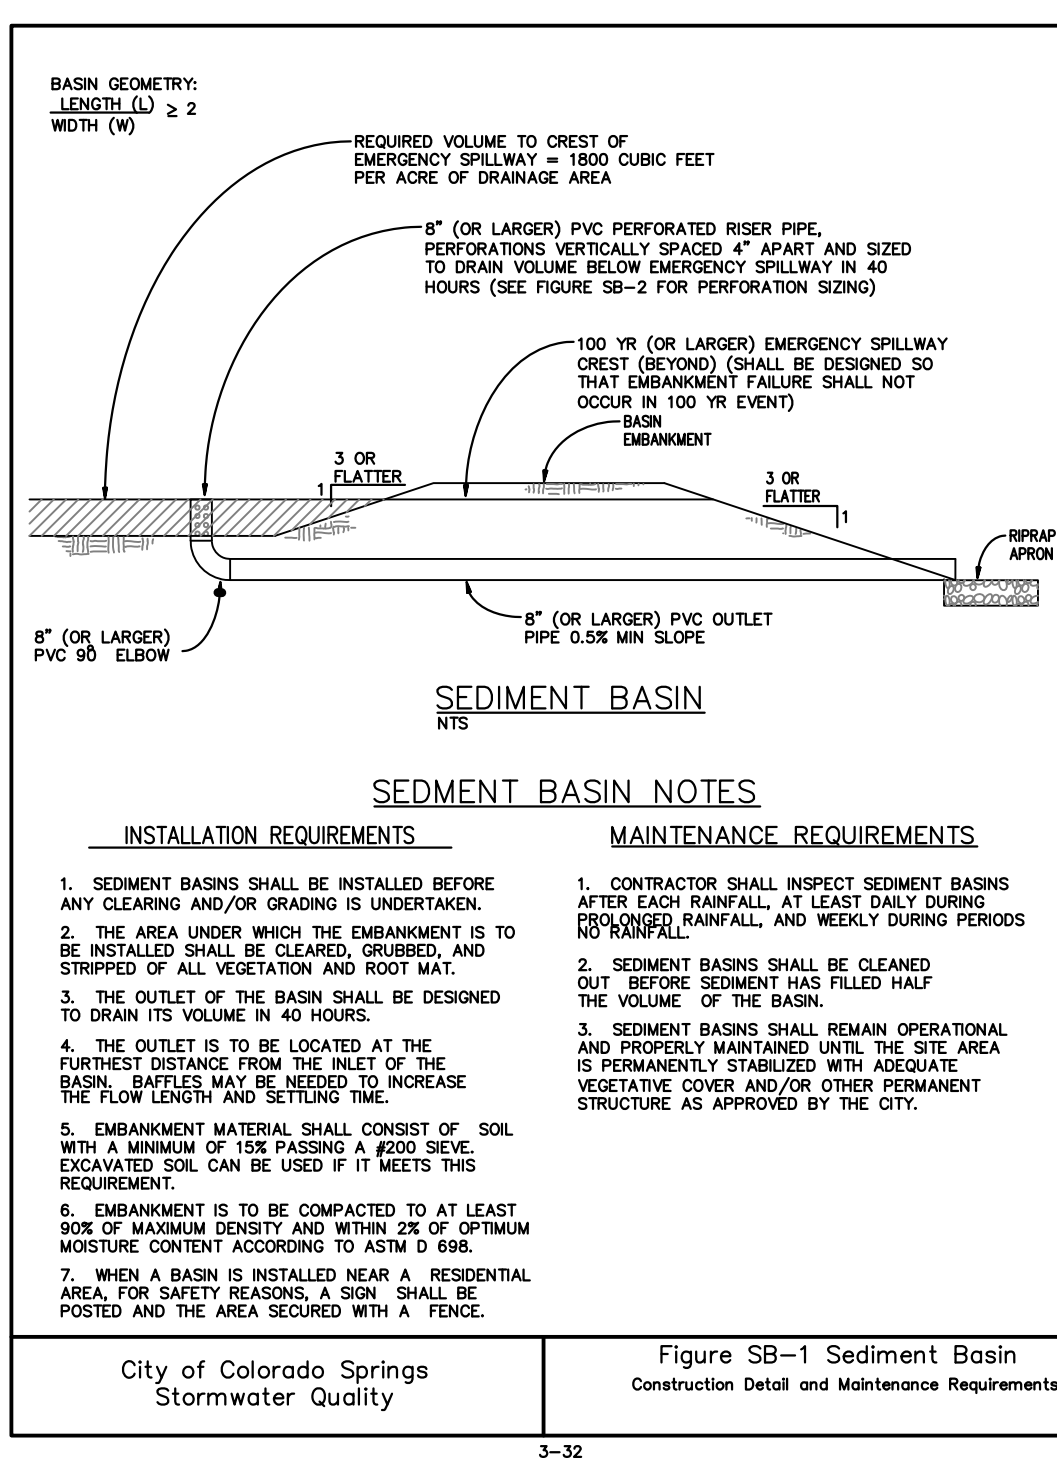 BASIN GEOMETRY:
LENGTH (L)
WIDTH (W) ≥ 2
REQUIRED VOLUME TO CREST OF
EMERGENCY SPILLWAY = 1800 CUBIC FEET
PER ACRE OF DRAINAGE AREA
8" (OR LARGER) PVC PERFORATED RISER PIPE,
PERFORATIONS VERTICALLY SPACED 4" APART AND SIZED
TO DRAIN VOLUME BELOW EMERGENCY SPILLWAY IN 40
HOURS (SEE FIGURE SB-2 FOR PERFORATION SIZING)
100 YR (OR LARGER) EMERGENCY SPILLWAY
CREST (BEYOND) (SHALL BE DESIGNED SO
THAT EMBANKMENT FAILURE SHALL NOT
OCCUR IN 100 YR EVENT)
BASIN
EMBANKMENT
3 OR
FLATTER
1
3 OR
FLATTER
1
RIPRAP
APRON
8" (OR LARGER) PVC OUTLET
PIPE 0.5% MIN SLOPE
8" (OR LARGER)
PVC 90° ELBOW
SEDIMENT BASIN
NTS
SEDMENT BASIN NOTES
INSTALLATION REQUIREMENTS
1. SEDIMENT BASINS SHALL BE INSTALLED BEFORE
ANY CLEARING AND/OR GRADING IS UNDERTAKEN.
2. THE AREA UNDER WHICH THE EMBANKMENT IS TO
BE INSTALLED SHALL BE CLEARED, GRUBBED, AND
STRIPPED OF ALL VEGETATION AND ROOT MAT.
3. THE OUTLET OF THE BASIN SHALL BE DESIGNED
TO DRAIN ITS VOLUME IN 40 HOURS.
4. THE OUTLET IS TO BE LOCATED AT THE
FURTHEST DISTANCE FROM THE INLET OF THE
BASIN. BAFFLES MAY BE NEEDED TO INCREASE
THE FLOW LENGTH AND SETTLING TIME.
5. EMBANKMENT MATERIAL SHALL CONSIST OF SOIL
WITH A MINIMUM OF 15% PASSING A #200 SIEVE.
EXCAVATED SOIL CAN BE USED IF IT MEETS THIS
REQUIREMENT.
6. EMBANKMENT IS TO BE COMPACTED TO AT LEAST
90% OF MAXIMUM DENSITY AND WITHIN 2% OF OPTIMUM
MOISTURE CONTENT ACCORDING TO ASTM D 698.
7. WHEN A BASIN IS INSTALLED NEAR A RESIDENTIAL
AREA, FOR SAFETY REASONS, A SIGN SHALL BE
POSTED AND THE AREA SECURED WITH A FENCE.
MAINTENANCE REQUIREMENTS
1. CONTRACTOR SHALL INSPECT SEDIMENT BASINS
AFTER EACH RAINFALL, AT LEAST DAILY DURING
PROLONGED RAINFALL, AND WEEKLY DURING PERIODS
NO RAINFALL.
2. SEDIMENT BASINS SHALL BE CLEANED
OUT BEFORE SEDIMENT HAS FILLED HALF
THE VOLUME OF THE BASIN.
3. SEDIMENT BASINS SHALL REMAIN OPERATIONAL
AND PROPERLY MAINTAINED UNTIL THE SITE AREA
IS PERMANENTLY STABILIZED WITH ADEQUATE
VEGETATIVE COVER AND/OR OTHER PERMANENT
STRUCTURE AS APPROVED BY THE CITY.
City of Colorado Springs
Stormwater Quality
Figure SB-1 Sediment Basin
Construction Detail and Maintenance Requirements
3-32